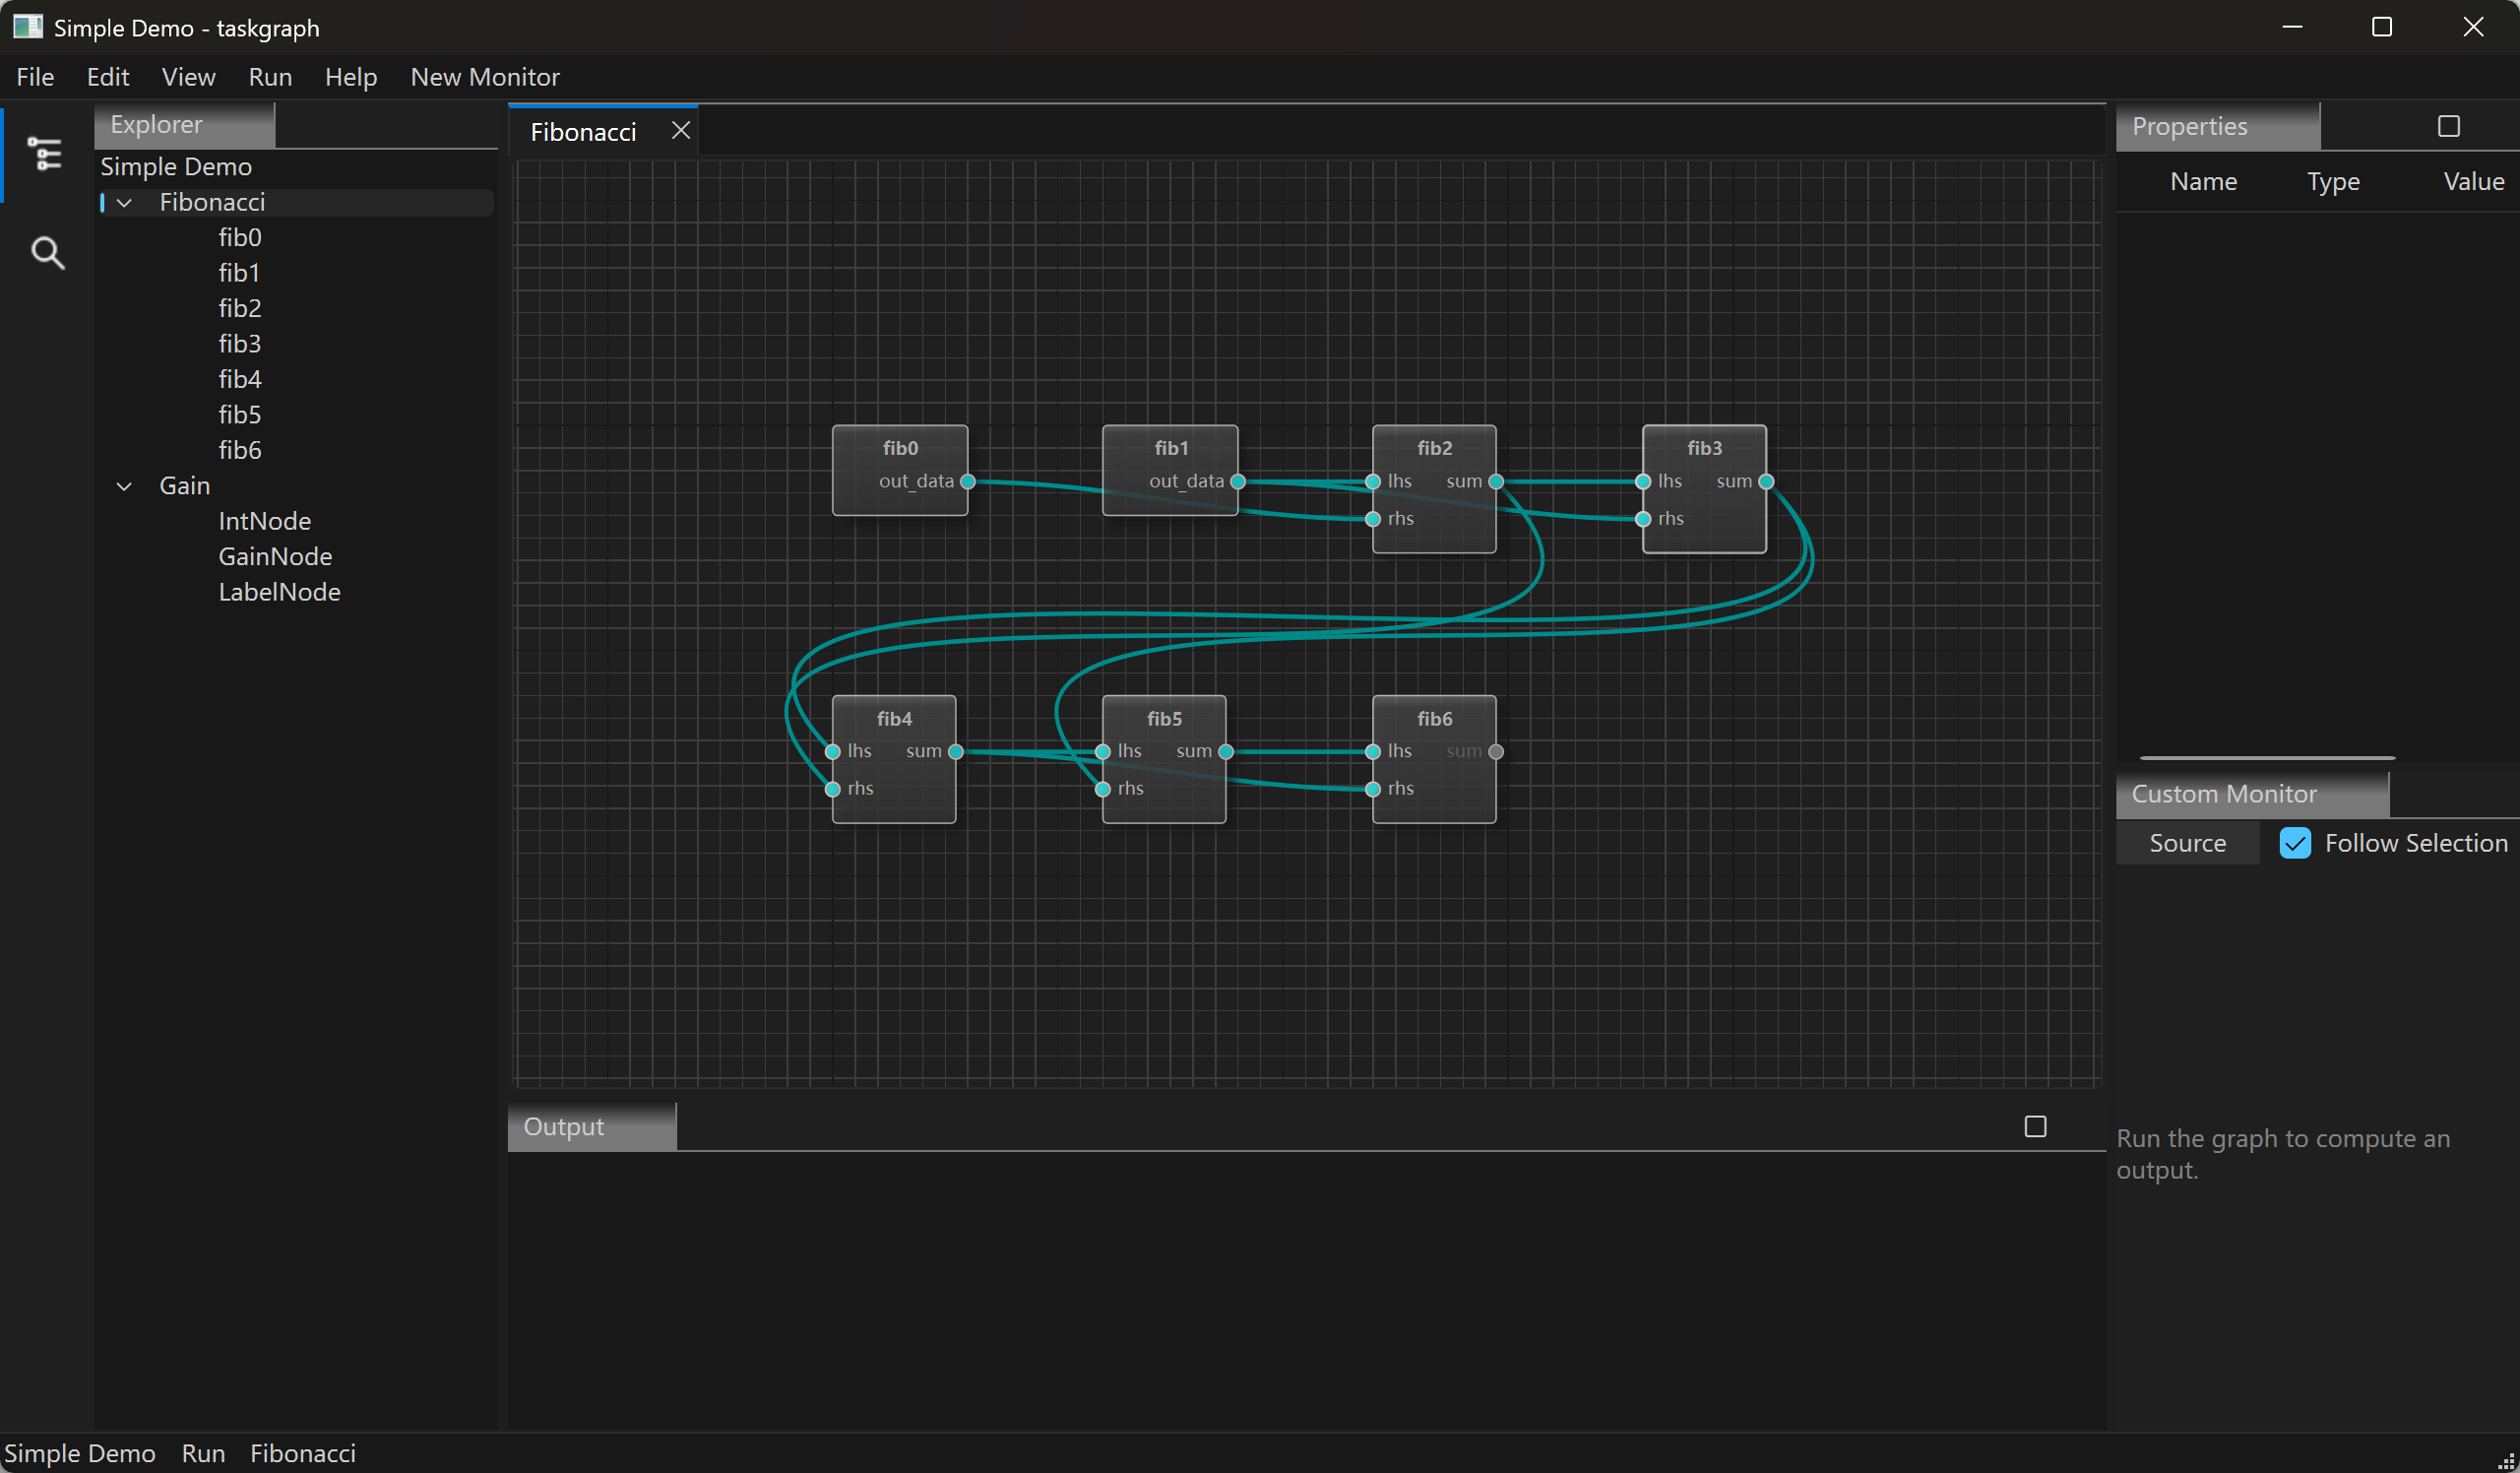 Simple Demo - taskgraph
File Edit View Run Help New Monitor
Explorer
Simple Demo
Fibonacci
fib0
fib1
fib2
fib3
fib4
fib5
fib6
Gain
IntNode
GainNode
LabelNode
Fibonacci
fib0
out_data
fib1
out_data
fib2
lhs sum
rhs
fib3
lhs sum
rhs
fib4
lhs sum
rhs
fib5
lhs sum
rhs
fib6
lhs sum
rhs
Output
Properties
Name Type Value
Custom Monitor
Source Follow Selection
Run the graph to compute an
output.
Simple Demo Run Fibonacci